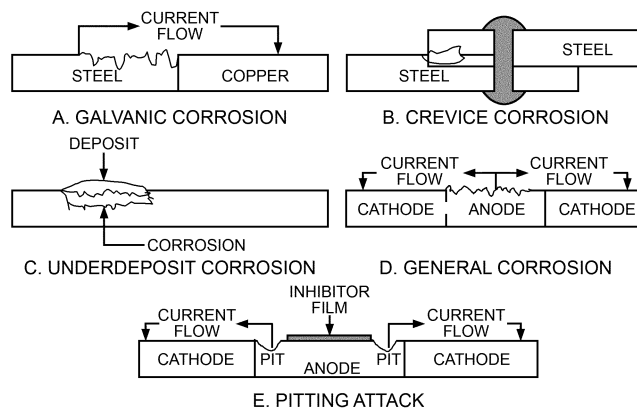 CURRENT
FLOW
STEEL
COPPER
A. GALVANIC CORROSION
STEEL
STEEL
B. CREVICE CORROSION
DEPOSIT
CORROSION
C. UNDERDEPOSIT CORROSION
CURRENT
FLOW
CURRENT
FLOW
CATHODE
ANODE
CATHODE
D. GENERAL CORROSION
INHIBITOR
FILM
CURRENT
FLOW
CURRENT
FLOW
CATHODE
PIT
ANODE
PIT
CATHODE
E. PITTING ATTACK